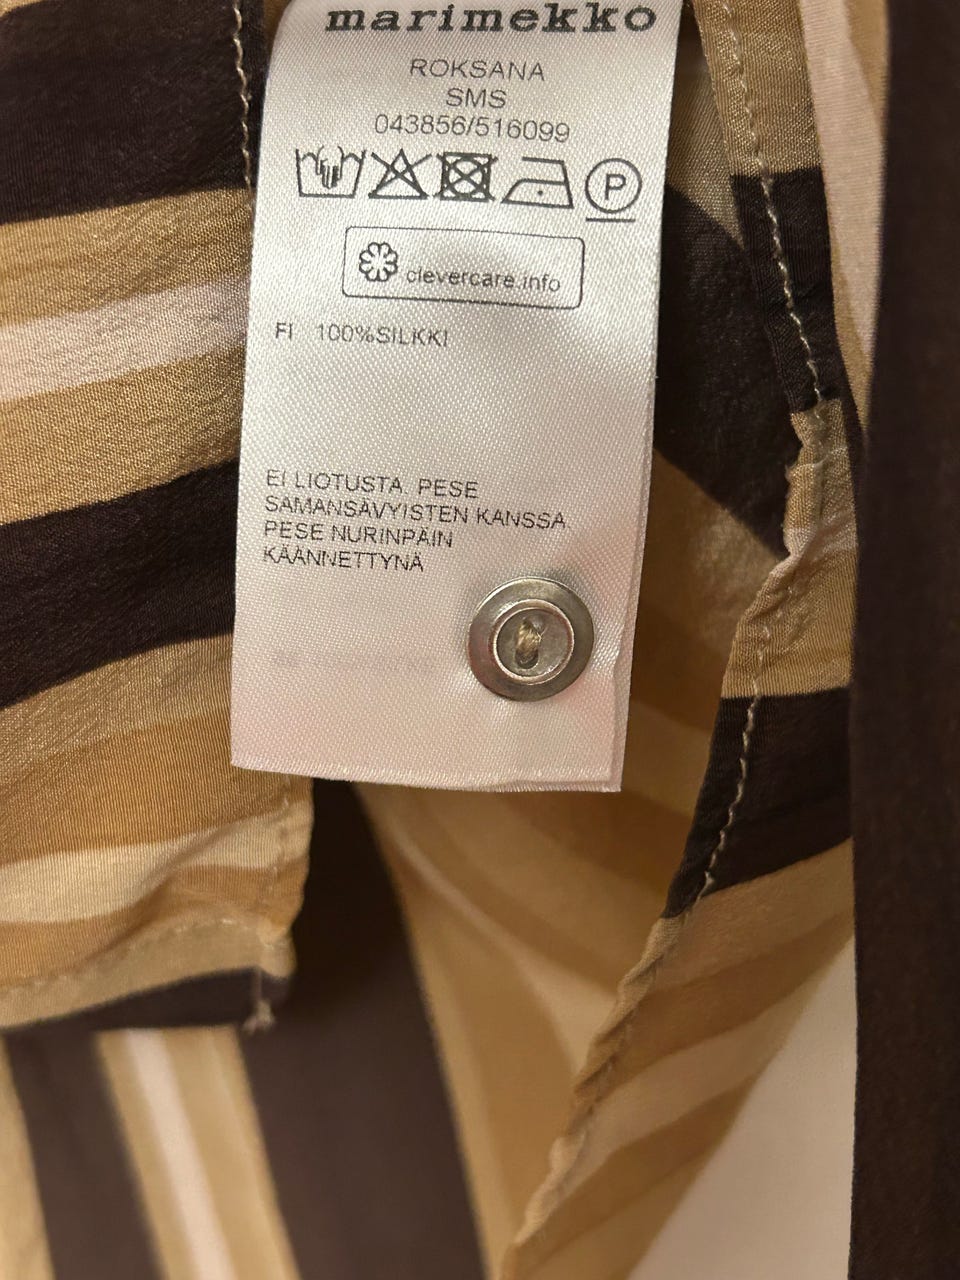 marimekko
ROKSANA
SMS
043856/516099
P
clevercare.info
FI 100%SILKKI
EI LIOTUSTA. PESE
SAMANSÄVYISTEN KANSSA.
PESE NURINPÄIN
KÄÄNNETTYNÄ